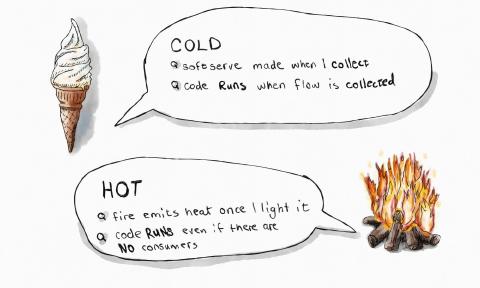 COLD
softserve made when I collect
code Runs when flow is collected
HOT
fire emits heat once I light it
code RUNs even if there are
NO consumers